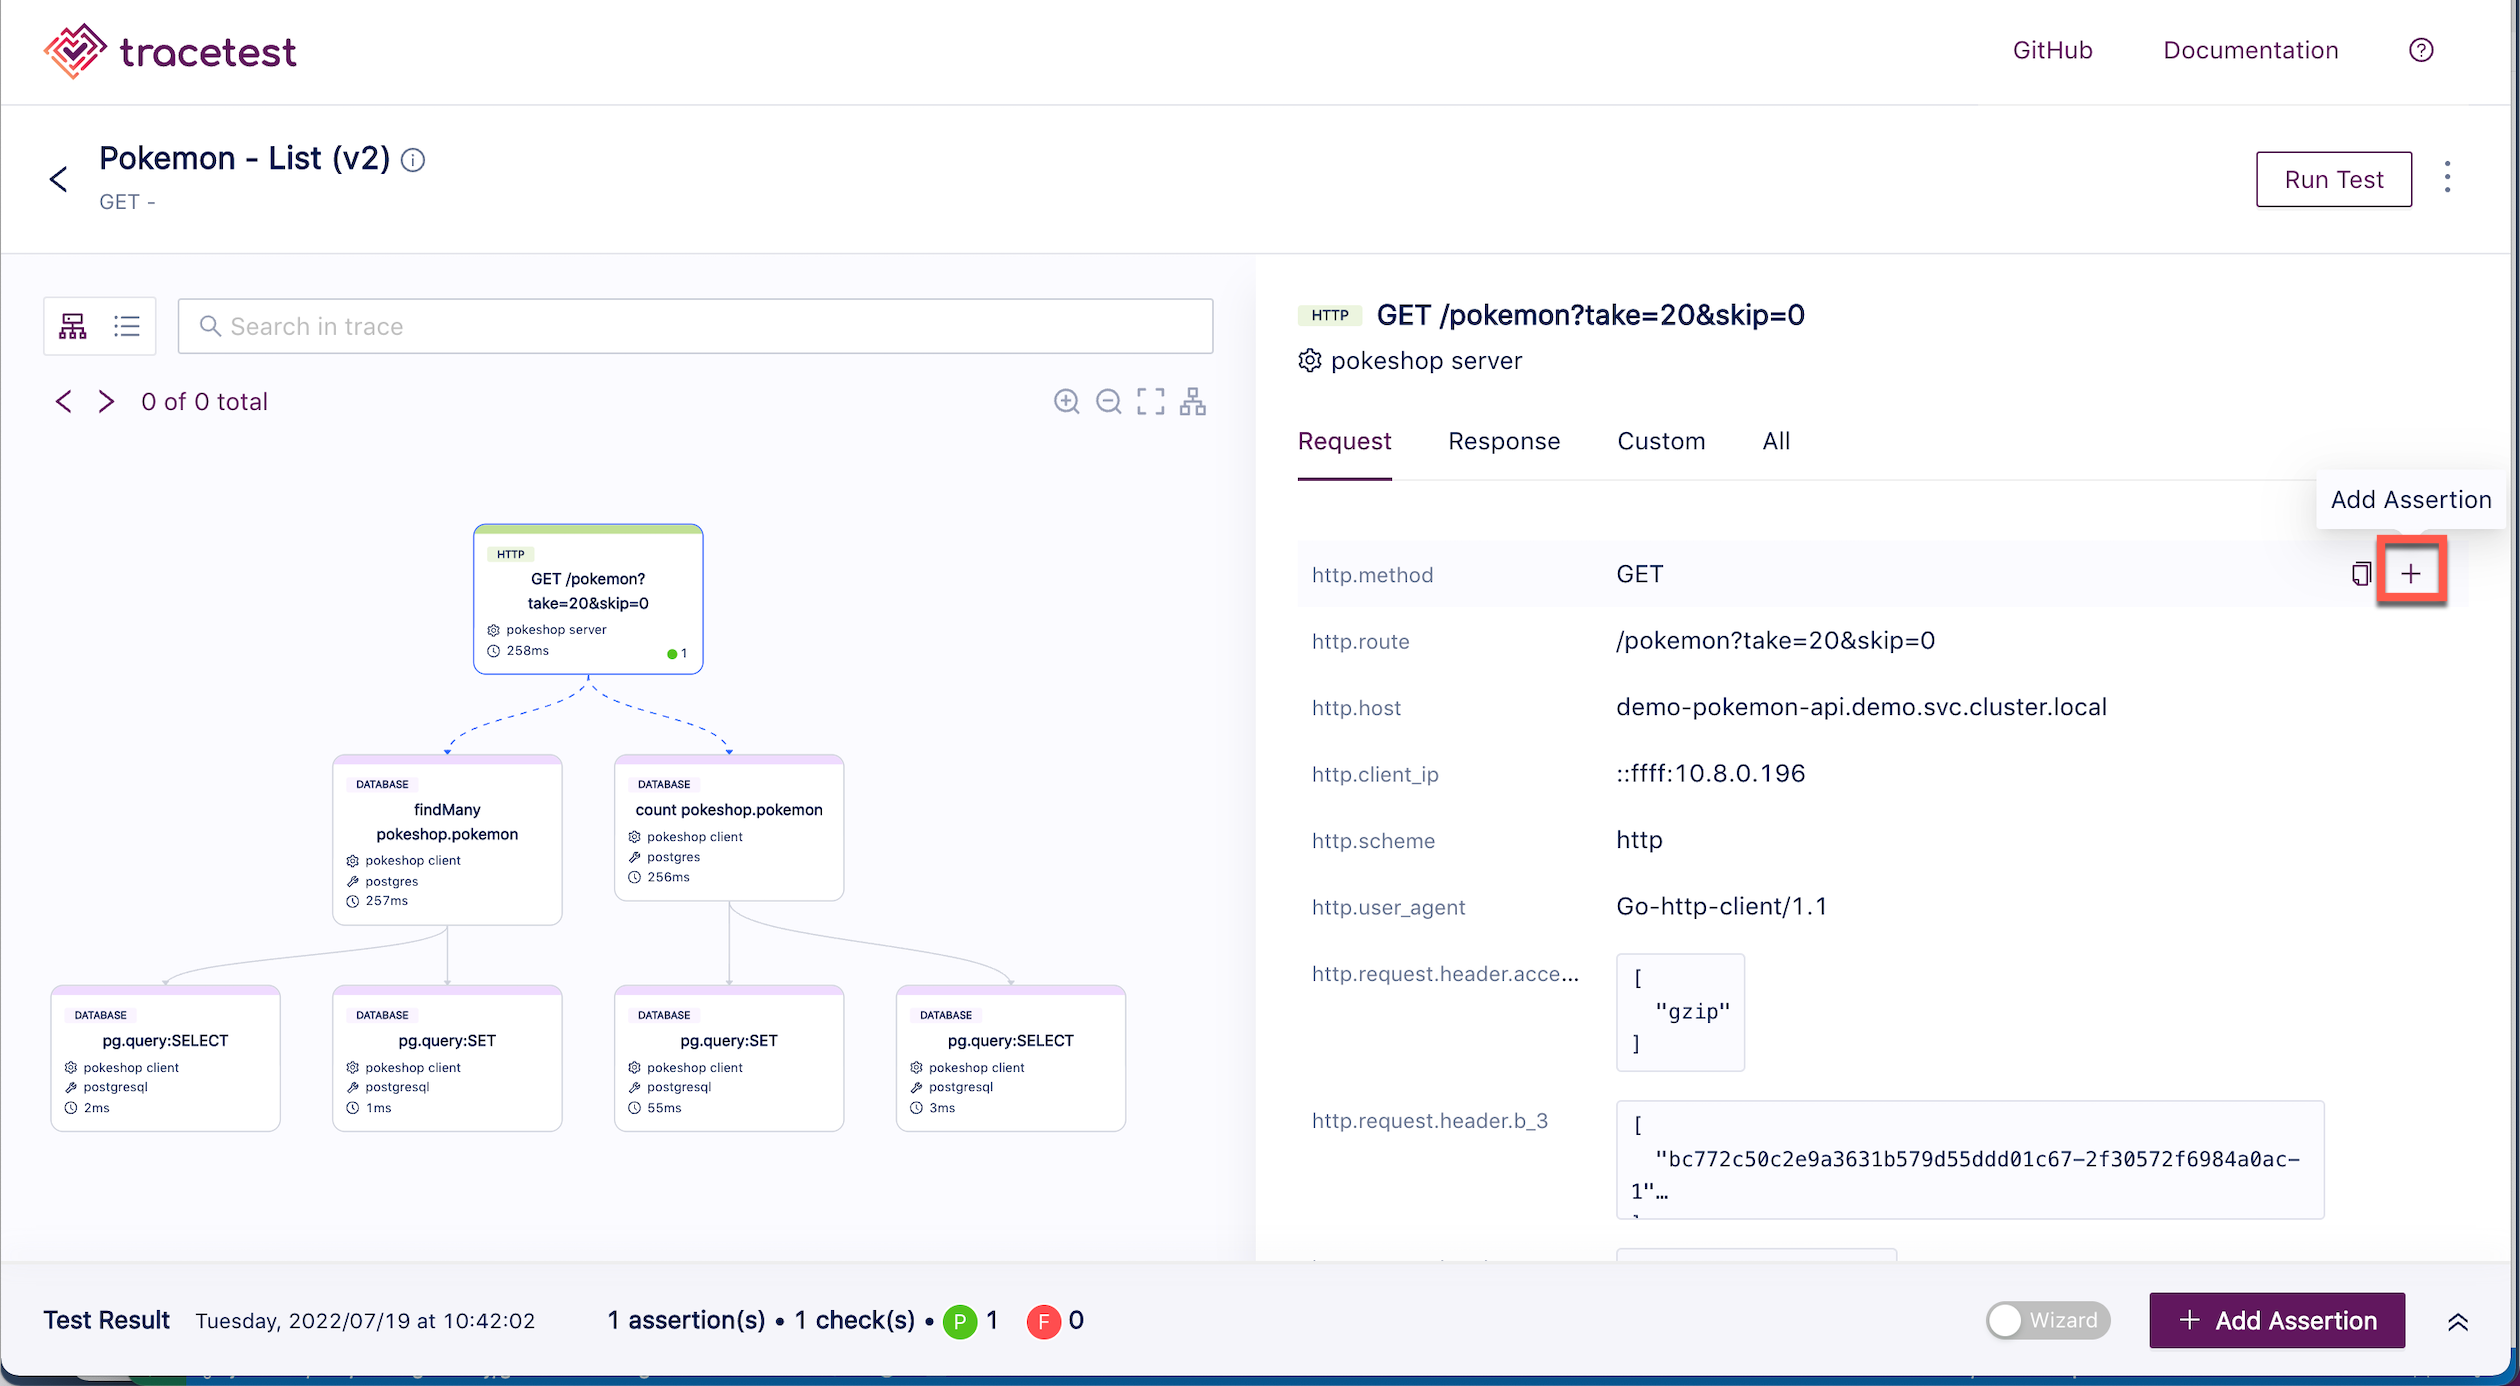 tracetest
GitHub
Documentation
Pokemon - List (v2)
GET -
Run Test
Search in trace
0 of 0 total
HTTP
GET /pokemon?
take=20&skip=0
pokeshop server
258ms
1
DATABASE
findMany
pokeshop.pokemon
pokeshop client
postgres
257ms
DATABASE
count pokeshop.pokemon
pokeshop client
postgres
256ms
DATABASE
pg.query:SELECT
pokeshop client
postgresql
2ms
DATABASE
pg.query:SET
pokeshop client
postgresql
1ms
DATABASE
pg.query:SET
pokeshop client
postgresql
55ms
DATABASE
pg.query:SELECT
pokeshop client
postgresql
3ms
HTTP GET /pokemon?take=20&skip=0
pokeshop server
Request Response Custom All
Add Assertion
http.method GET
http.route /pokemon?take=20&skip=0
http.host demo-pokemon-api.demo.svc.cluster.local
http.client_ip ::ffff:10.8.0.196
http.scheme http
http.user_agent Go-http-client/1.1
http.request.header.acce... [
"gzip"
]
http.request.header.b_3 [
"bc772c50c2e9a3631b579d55ddd01c67-2f30572f6984a0ac-
1"…
Test Result Tuesday, 2022/07/19 at 10:42:02 1 assertion(s) • 1 check(s) • P 1 F 0
Wizard
+ Add Assertion